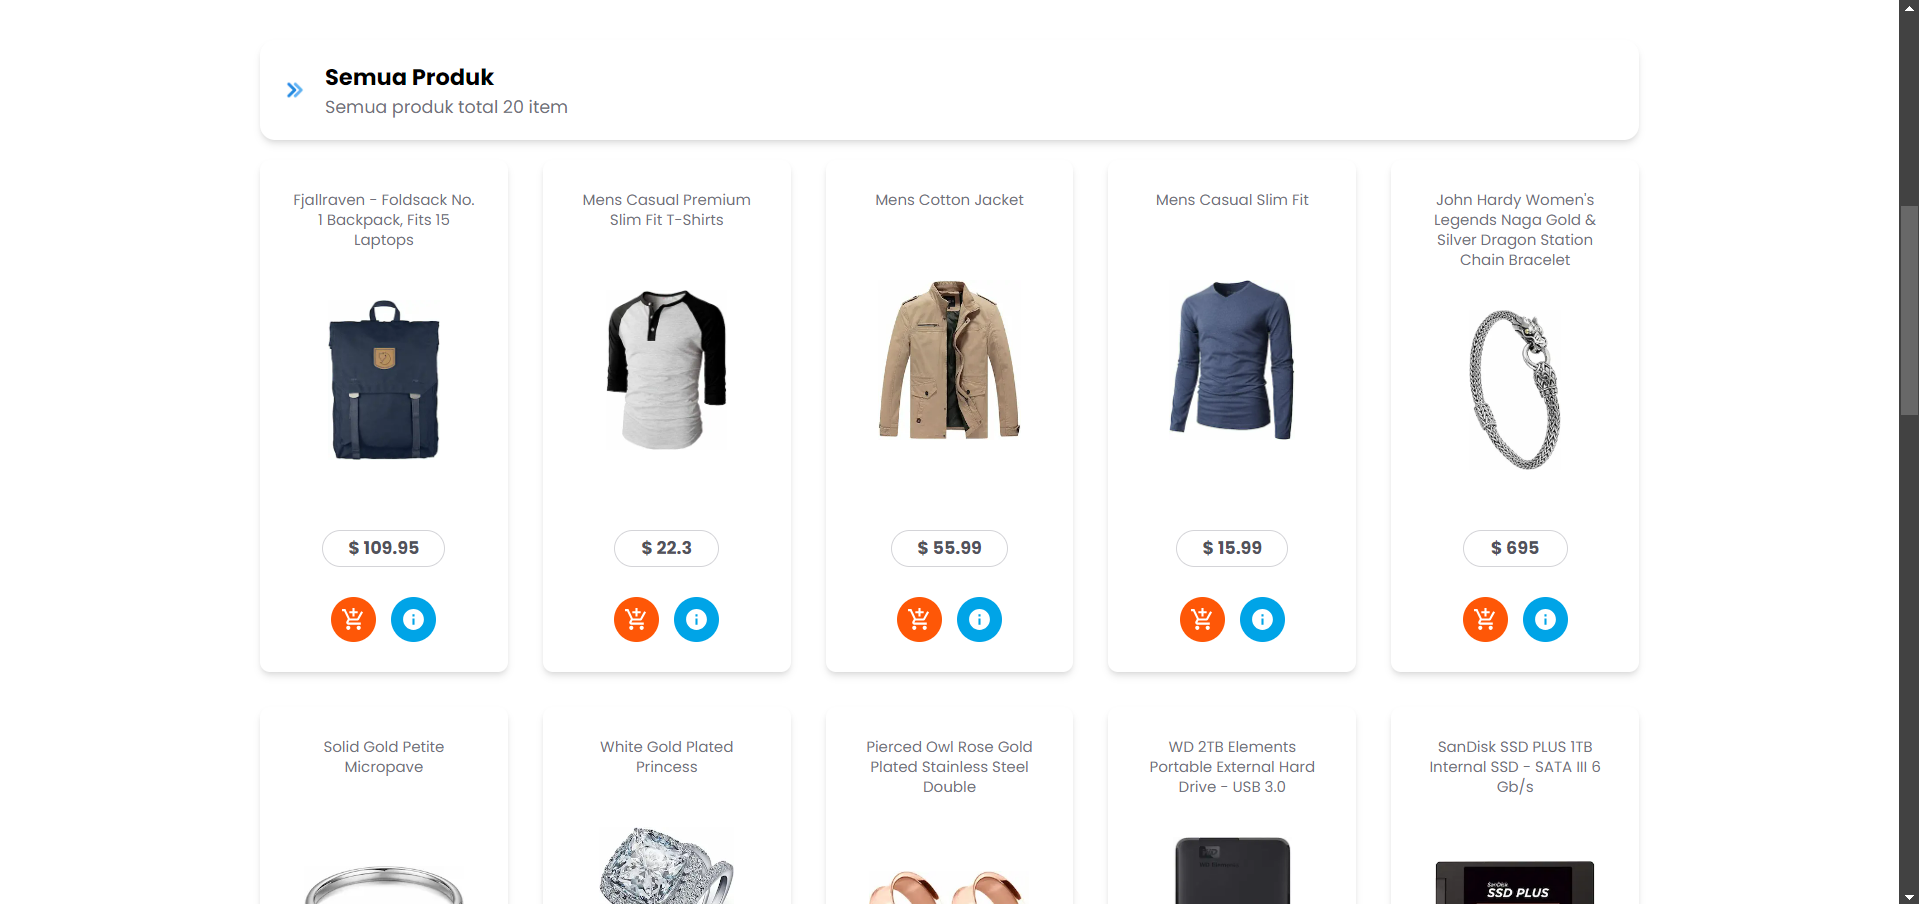 Semua Produk
Semua produk total 20 item
Fjallraven - Foldsack No.
1 Backpack, Fits 15
Laptops
$ 109.95
Mens Casual Premium
Slim Fit T-Shirts
$ 22.3
Mens Cotton Jacket
$ 55.99
Mens Casual Slim Fit
$ 15.99
John Hardy Women's
Legends Naga Gold &
Silver Dragon Station
Chain Bracelet
$ 695
Solid Gold Petite
Micropave
White Gold Plated
Princess
Pierced Owl Rose Gold
Plated Stainless Steel
Double
WD 2TB Elements
Portable External Hard
Drive - USB 3.0
WD
WD Elements
SanDisk SSD PLUS 1TB
Internal SSD - SATA III 6
Gb/s
SanDisk
SSD PLUS